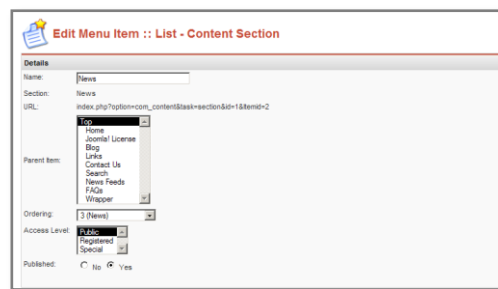 Edit Menu Item :: List - Content Section
Details
Name: News
Section: News
URL: index.php?option=com_content&task=section&id=1&Itemid=2
Parent Item:
Top
Home
Joomla! License
Blog
Links
Contact Us
Search
News Feeds
FAQs
Wrapper
Ordering: 3 (News)
Access Level:
Public
Registered
Special
Published: No Yes